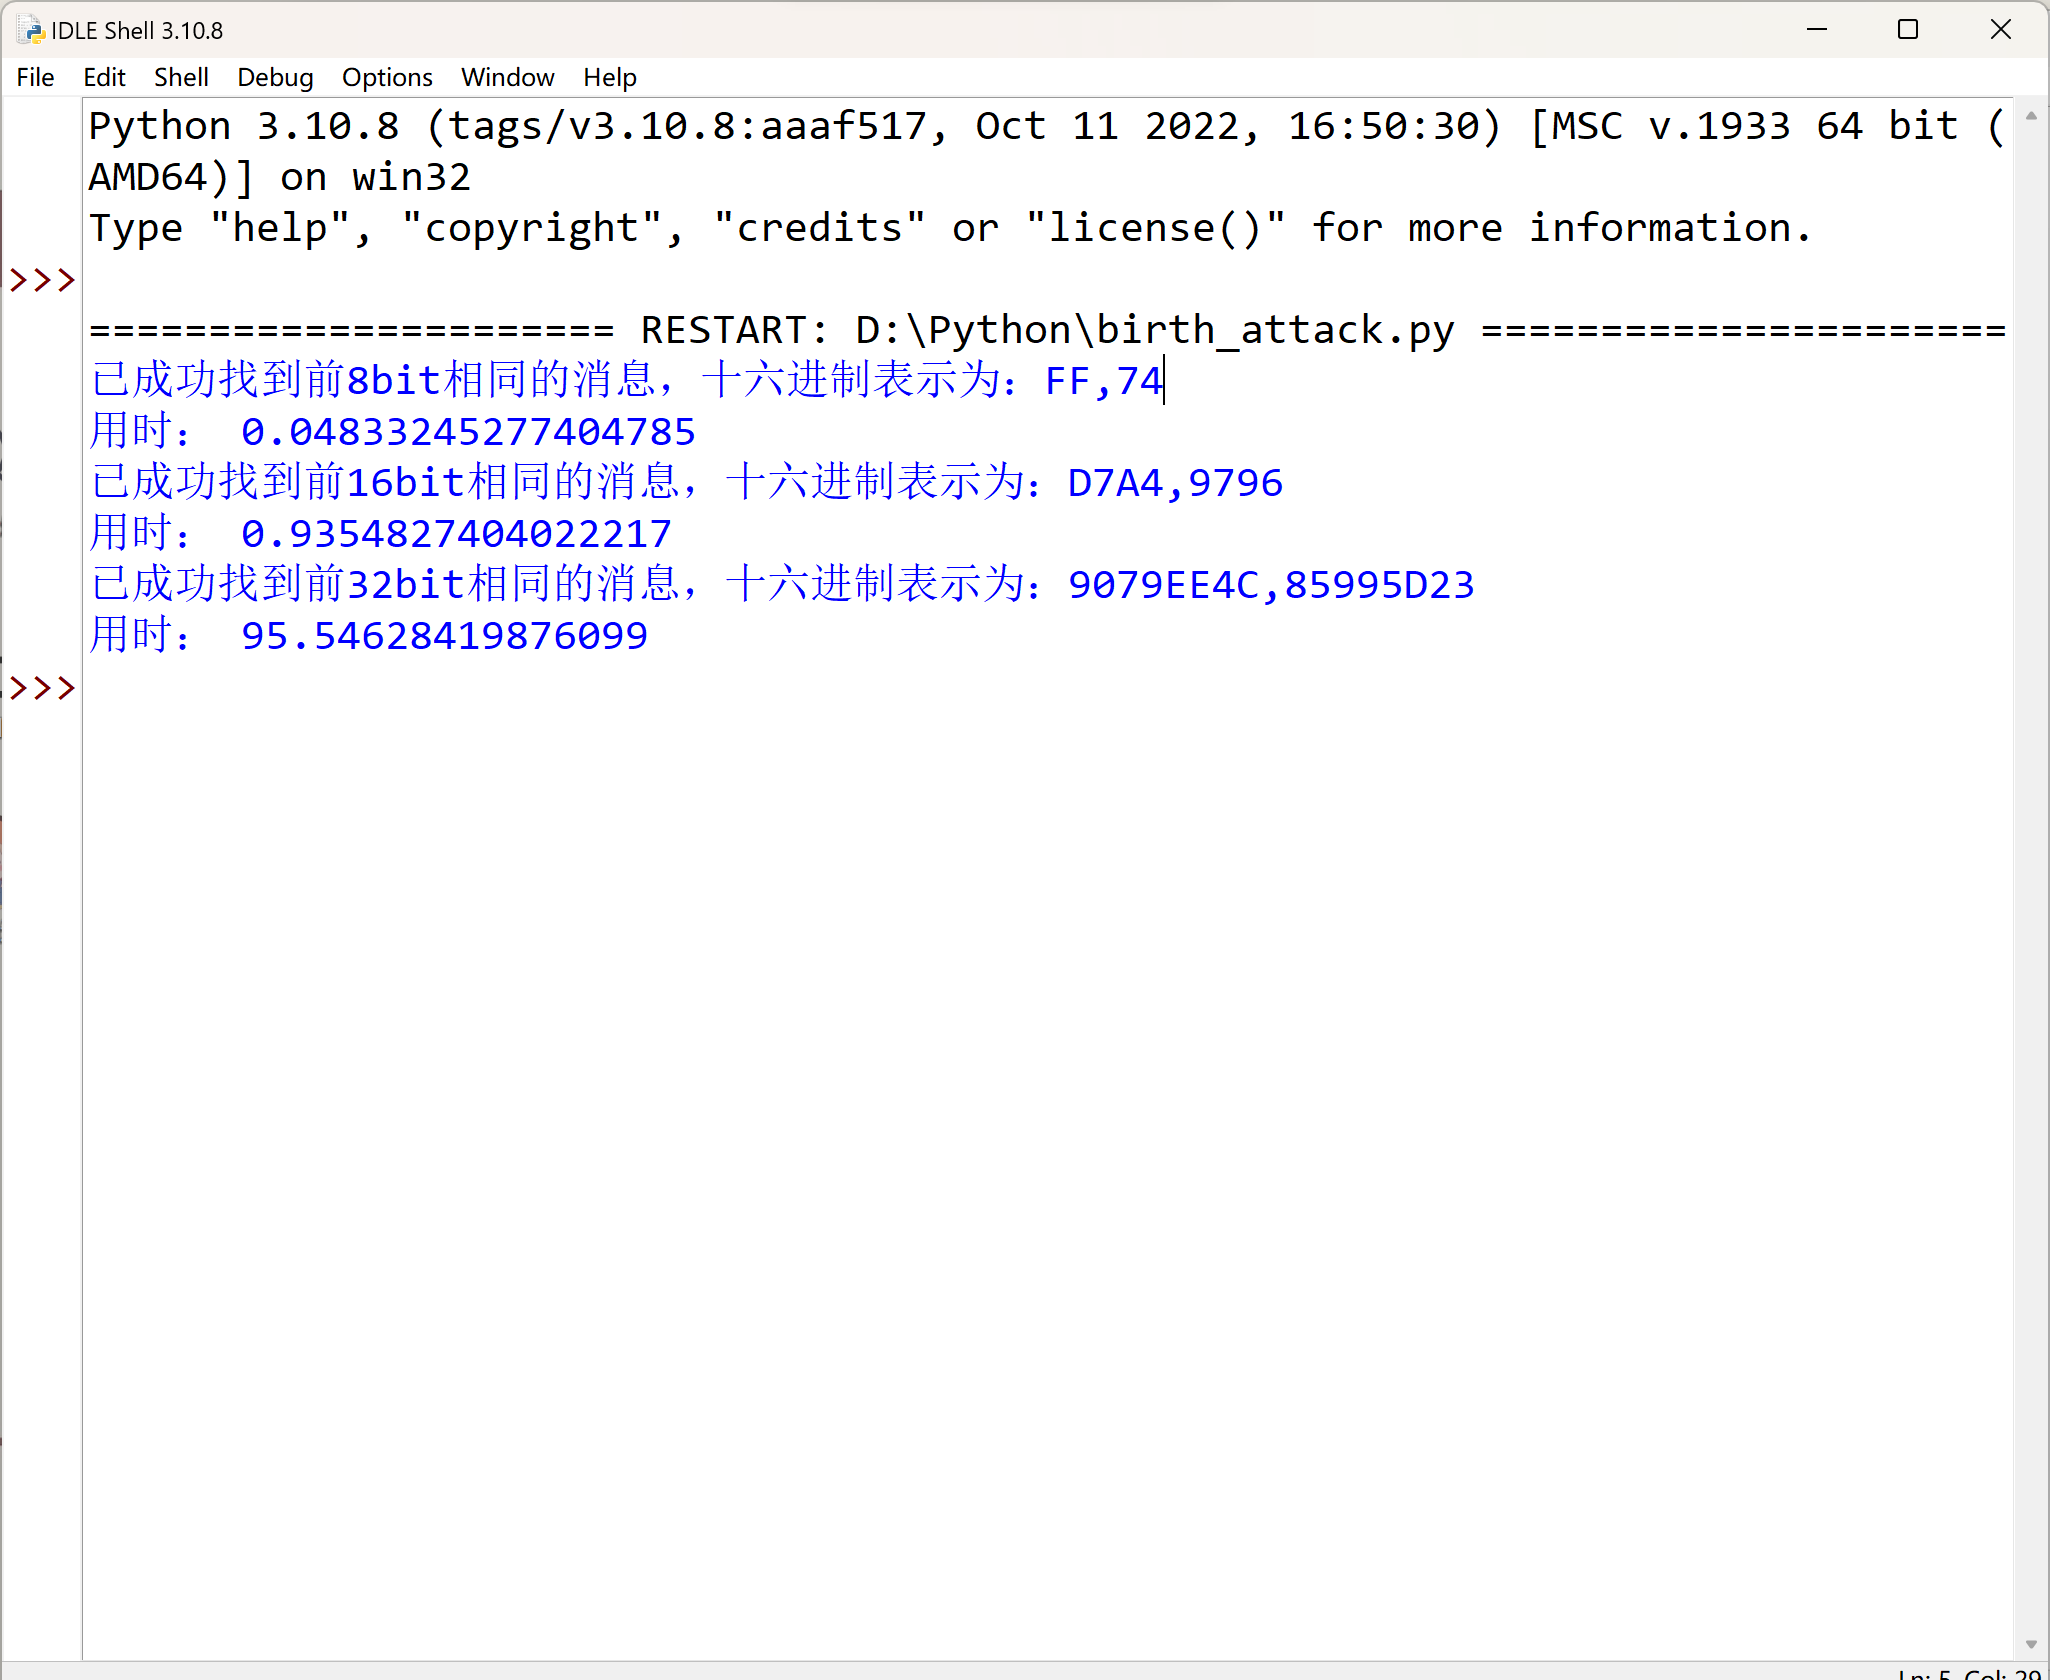 IDLE Shell 3.10.8
File Edit Shell Debug Options Window Help
Python 3.10.8 (tags/v3.10.8:aaaf517, Oct 11 2022, 16:50:30) [MSC v.1933 64 bit (
AMD64)] on win32
Type "help", "copyright", "credits" or "license()" for more information.
>>>
====================== RESTART: D:\Python\birth_attack.py ======================
已成功找到前8bit相同的消息，十六进制表示为：FF,74
用时： 0.04833245277404785
已成功找到前16bit相同的消息，十六进制表示为：D7A4,9796
用时： 0.9354827404022217
已成功找到前32bit相同的消息，十六进制表示为：9079EE4C,85995D23
用时： 95.54628419876099
>>>
Ln: 5 Col: 29